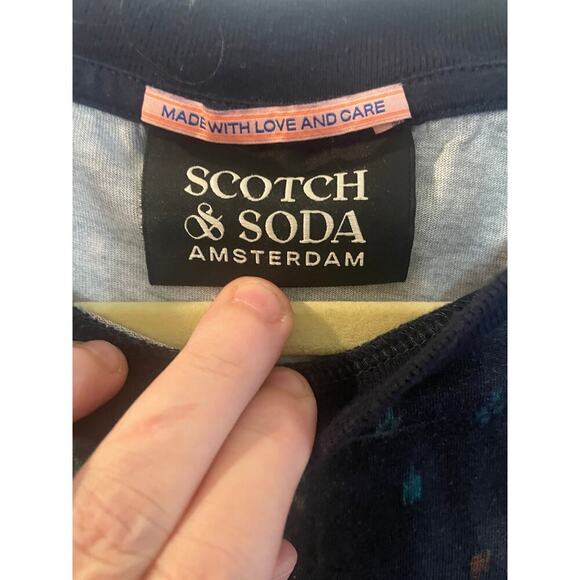 MADE WITH LOVE AND CARE
SCOTCH
& SODA
AMSTERDAM